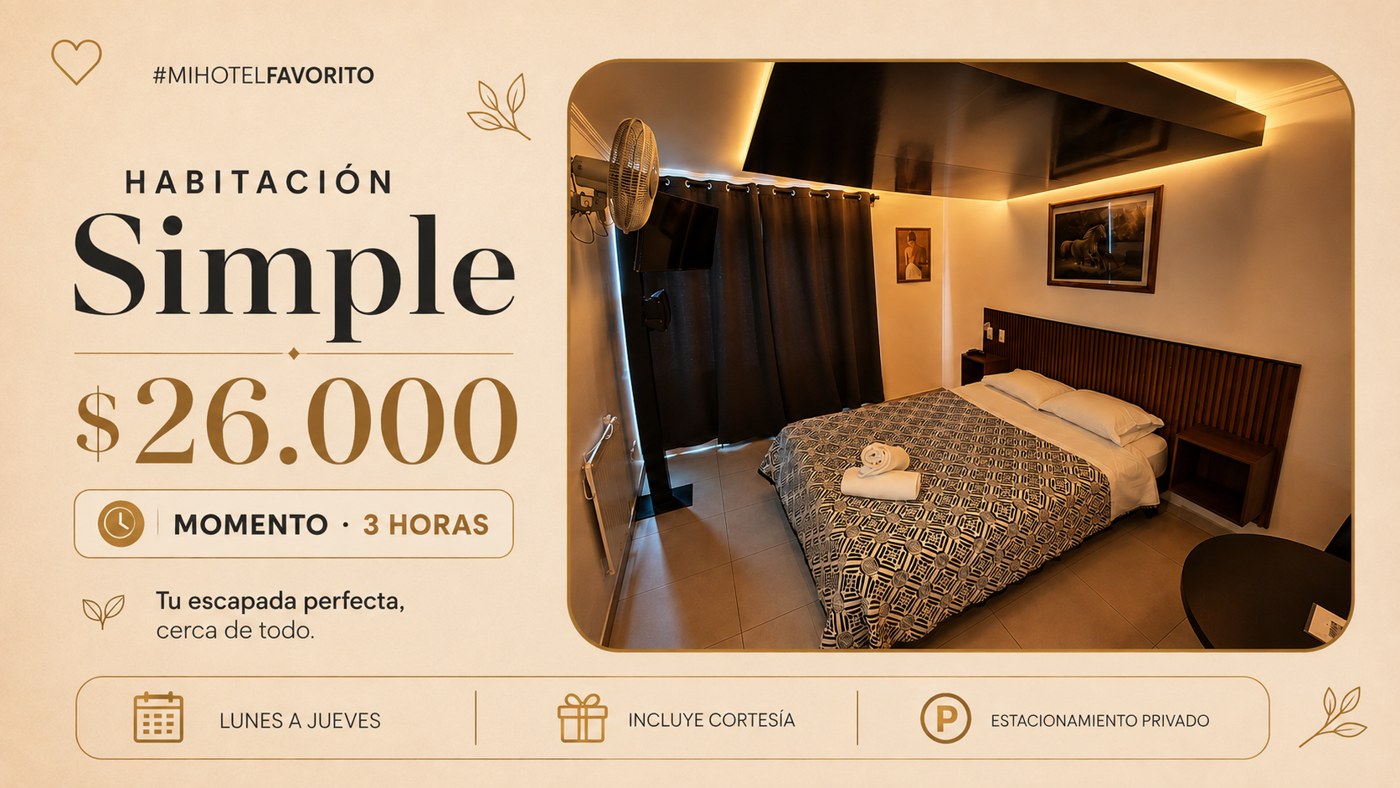 #MIHOTELFAVORITO
HABITACIÓN
Simple
$26.000
MOMENTO · 3 HORAS
Tu escapada perfecta,
cerca de todo.
LUNES A JUEVES
INCLUYE CORTESÍA
P
ESTACIONAMIENTO PRIVADO